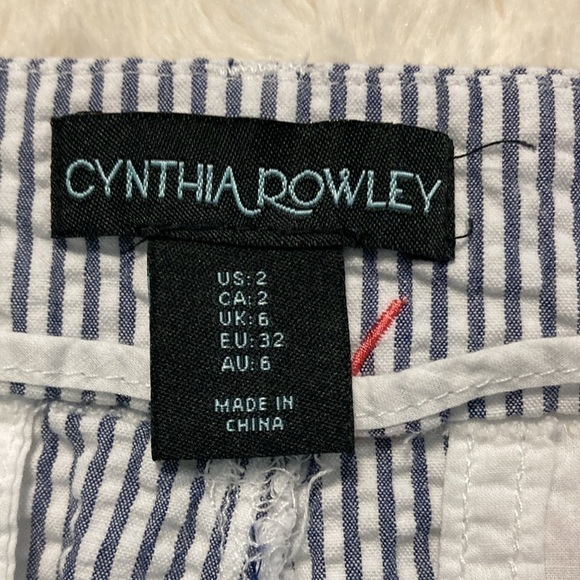 CYNTHIA ROWLEY
US: 2
CA: 2
UK: 6
EU: 32
AU: 6
MADE IN
CHINA